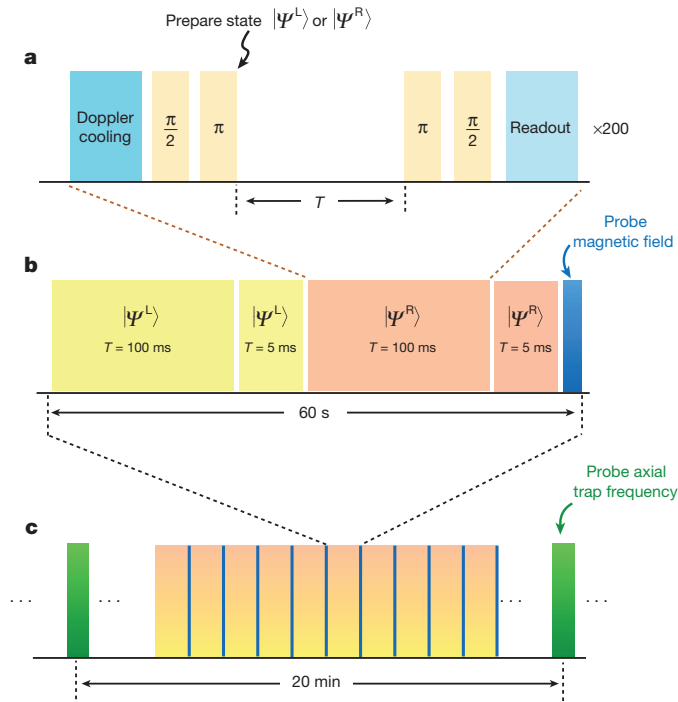 Prepare state |Ψ^L⟩ or |Ψ^R⟩
a
Doppler
cooling
π
2
π
π
π
2
Readout
×200
T
Probe
magnetic field
b
|Ψ^L⟩
T = 100 ms
|Ψ^L⟩
T = 5 ms
|Ψ^R⟩
T = 100 ms
|Ψ^R⟩
T = 5 ms
60 s
Probe axial
trap frequency
c
· · ·
· · ·
· · ·
· · ·
20 min